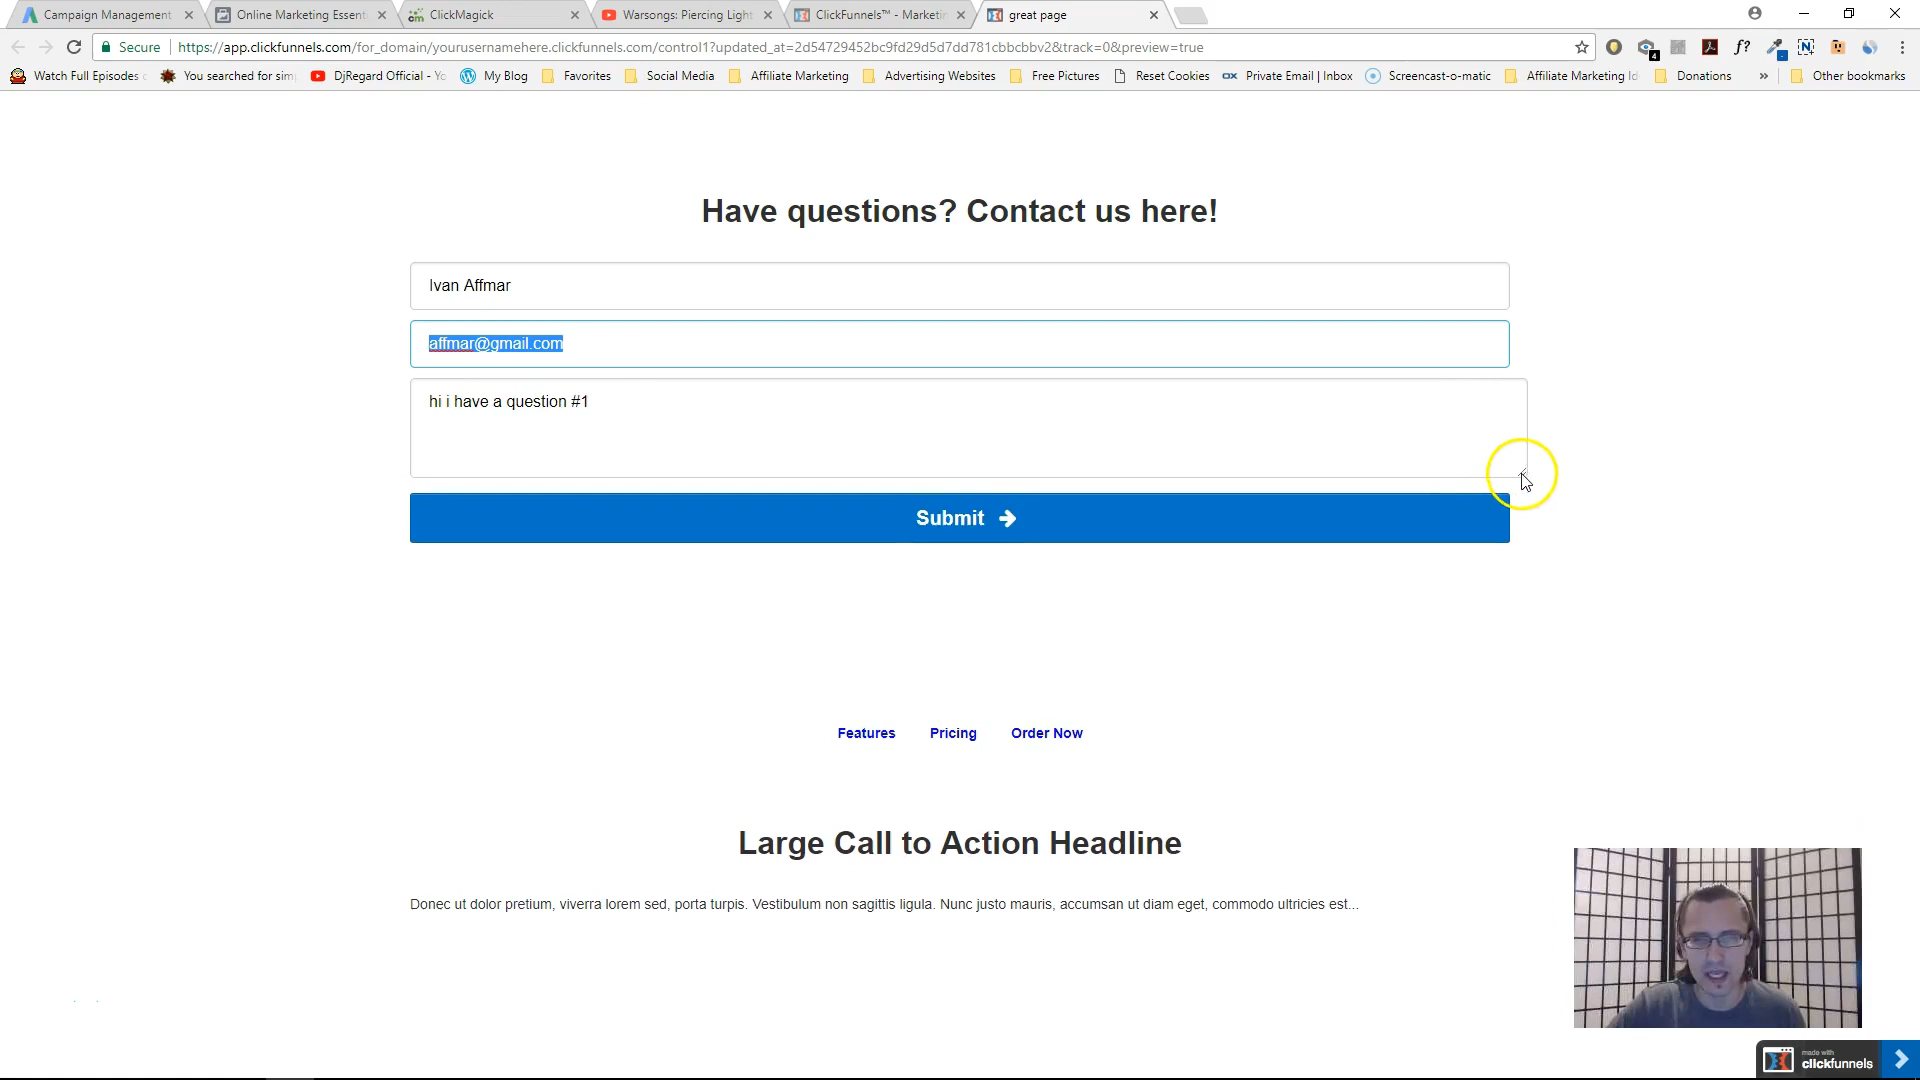 Campaign Management
Online Marketing Essent
ClickMagick
Warsongs: Piercing Light
ClickFunnels™ - Marketin
great page
Secure
https://app.clickfunnels.com/for_domain/yourusernamehere.clickfunnels.com/control1?updated_at=2d54729452bc9fd29d5d7dd781cbbcbbv2&track=0&preview=true
Watch Full Episodes
You searched for sim
DjRegard Official - Yo
My Blog
Favorites
Social Media
Affiliate Marketing
Advertising Websites
Free Pictures
Reset Cookies
Private Email | Inbox
Screencast-o-matic
Affiliate Marketing Id
Donations
»
Other bookmarks
Have questions? Contact us here!
Ivan Affmar
affmar@gmail.com
hi i have a question #1
Submit
Features
Pricing
Order Now
Large Call to Action Headline
Donec ut dolor pretium, viverra lorem sed, porta turpis. Vestibulum non sagittis ligula. Nunc justo mauris, accumsan ut diam eget, commodo ultricies est...
made with
clickfunnels